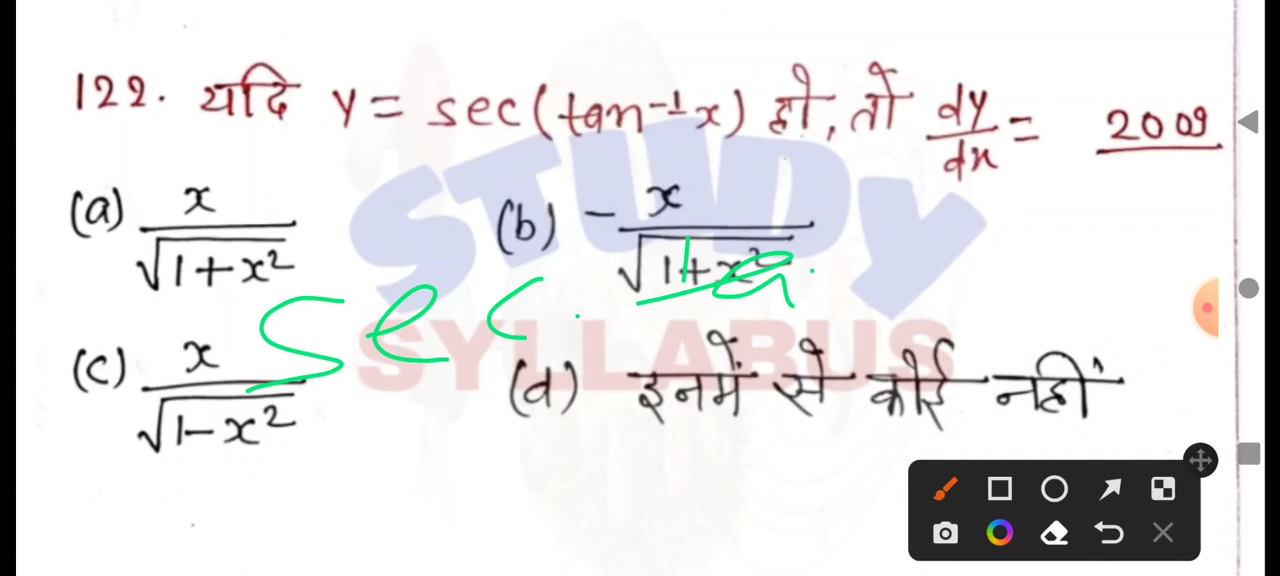 122. यदि y = sec(tan⁻¹x) हो, तो dy/dx = 2009
(a) x/√1+x² (b) - x/√1+x²
(c) x/√1-x² (d) इनमें से कोई नहीं
Sec. ta
STUDY
SYLLABUS